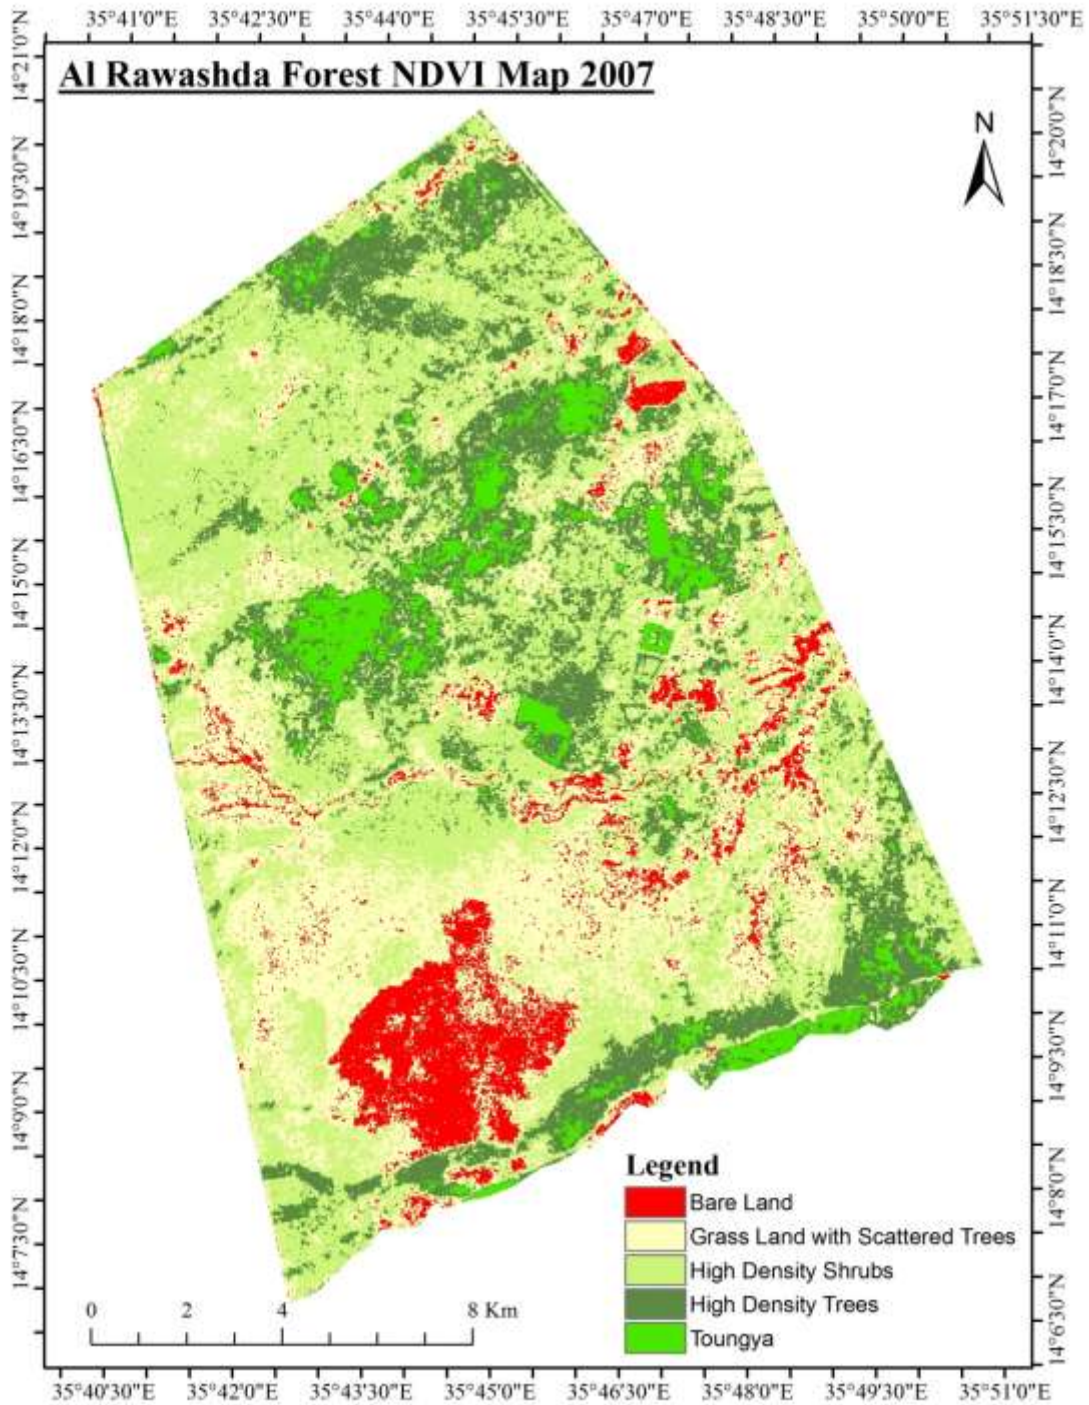 35°41'0"E 35°42'30"E 35°44'0"E 35°45'30"E 35°47'0"E 35°48'30"E 35°50'0"E 35°51'30"E
Al Rawashda Forest NDVI Map 2007
N
14°21'0"N
14°19'30"N
14°18'0"N
14°16'30"N
14°15'0"N
14°13'30"N
14°12'0"N
14°10'30"N
14°9'0"N
14°7'30"N
14°20'0"N
14°18'30"N
14°17'0"N
14°15'30"N
14°14'0"N
14°12'30"N
14°11'0"N
14°9'30"N
14°8'0"N
14°6'30"N
Legend
Bare Land
Grass Land with Scattered Trees
High Density Shrubs
High Density Trees
Toungya
0 2 4 8 Km
35°40'30"E 35°42'0"E 35°43'30"E 35°45'0"E 35°46'30"E 35°48'0"E 35°49'30"E 35°51'0"E